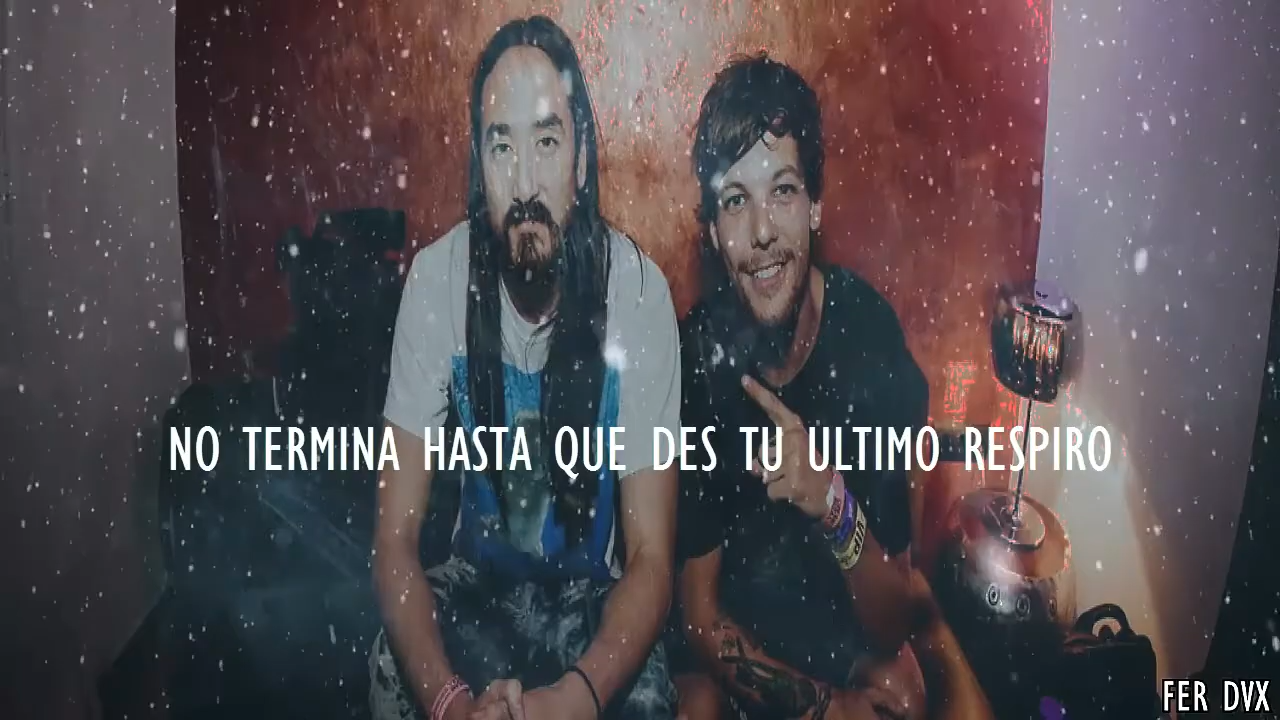 NO TERMINA HASTA QUE DES TU ULTIMO RESPIRO
FER DVX